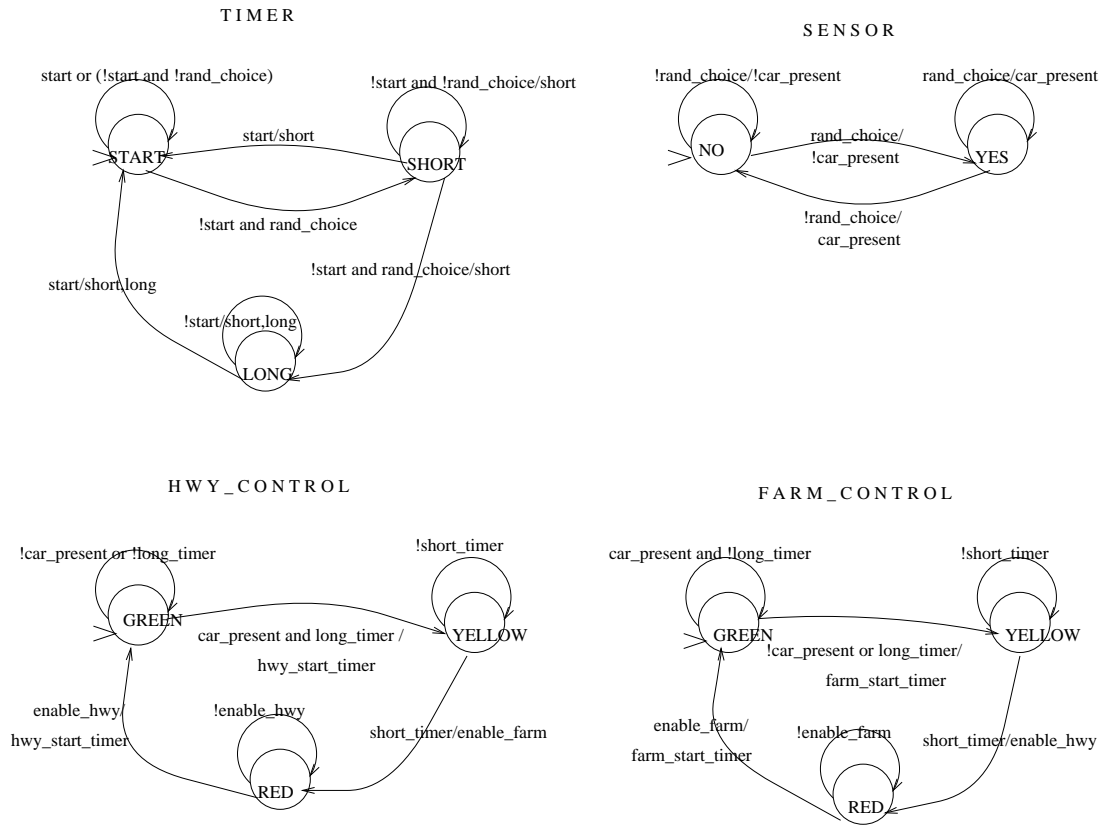 TIMER
start or (!start and !rand_choice)
!start and !rand_choice/short
start/short
START
SHORT
!start and rand_choice
!start and rand_choice/short
start/short,long
!start/short,long
LONG
SENSOR
!rand_choice/!car_present
rand_choice/car_present
rand_choice/
!car_present
NO
YES
!rand_choice/
car_present
HWY_CONTROL
!car_present or !long_timer
!short_timer
GREEN
YELLOW
car_present and long_timer /
hwy_start_timer
enable_hwy/
hwy_start_timer
!enable_hwy
short_timer/enable_farm
RED
FARM_CONTROL
car_present and !long_timer
!short_timer
GREEN
YELLOW
!car_present or long_timer/
farm_start_timer
enable_farm/
farm_start_timer
!enable_farm
short_timer/enable_hwy
RED